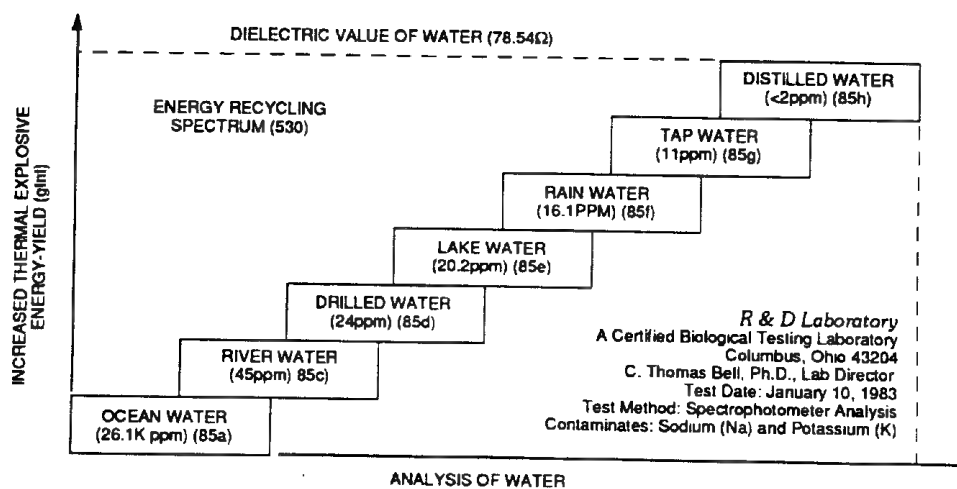 DIELECTRIC VALUE OF WATER (78.54Ω)
DISTILLED WATER
(<2ppm) (85h)
ENERGY RECYCLING
SPECTRUM (530)
TAP WATER
(11ppm) (85g)
RAIN WATER
(16.1PPM) (85f)
LAKE WATER
(20.2ppm) (85e)
DRILLED WATER
(24ppm) (85d)
RIVER WATER
(45ppm) 85c)
OCEAN WATER
(26.1K ppm) (85a)
INCREASED THERMAL EXPLOSIVE
ENERGY-YIELD (gtnt)
R & D Laboratory
A Certified Biological Testing Laboratory
Columbus, Ohio 43204
C. Thomas Bell, Ph.D., Lab Director
Test Date: January 10, 1983
Test Method: Spectrophotometer Analysis
Contaminates: Sodium (Na) and Potassium (K)
ANALYSIS OF WATER